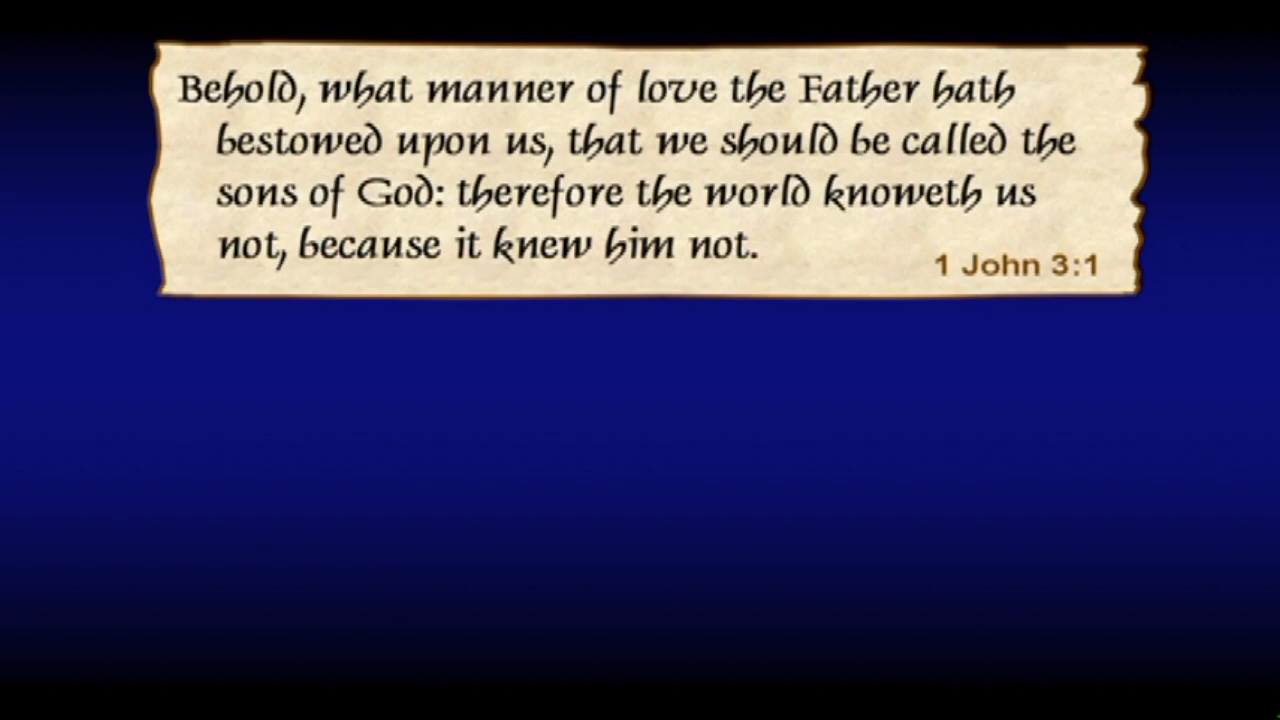 Behold, what manner of love the Father hath
bestowed upon us, that we should be called the
sons of God: therefore the world knoweth us
not, because it knew him not.
1 John 3:1